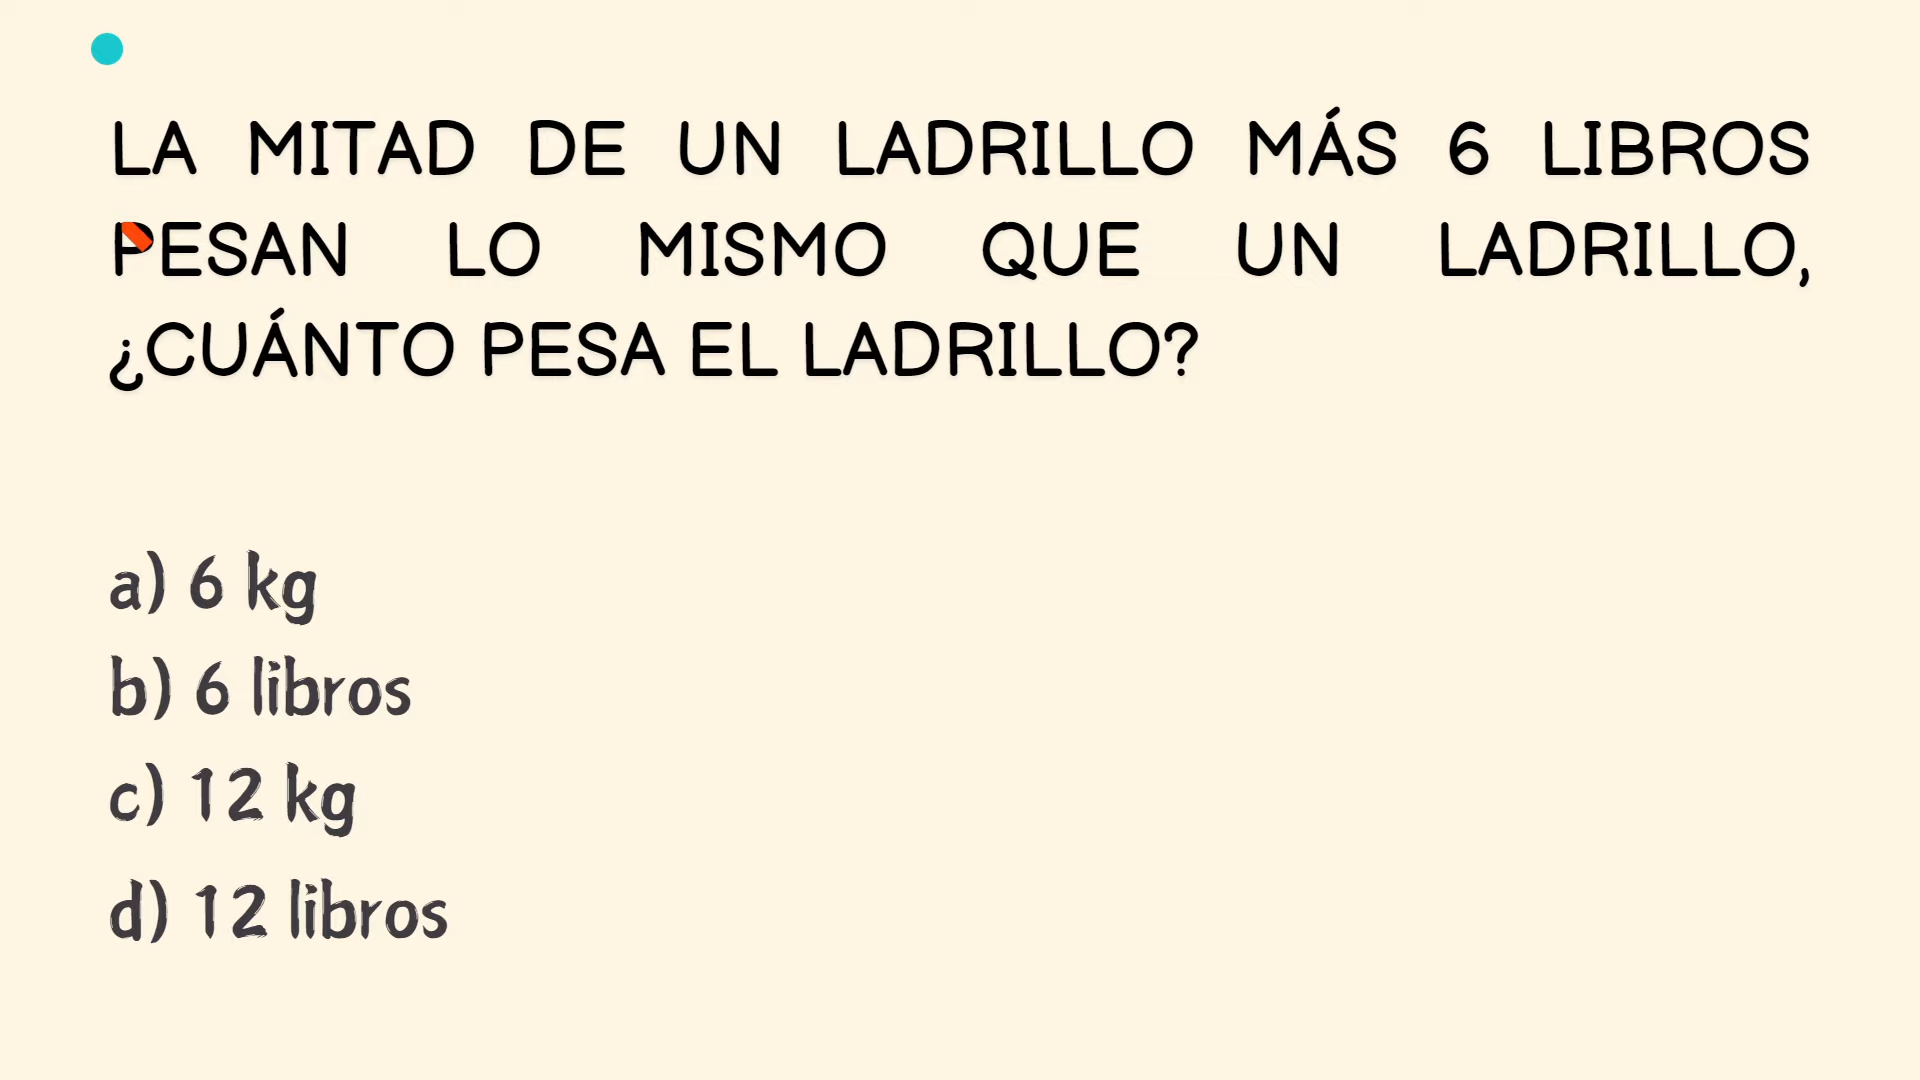 LA MITAD DE UN LADRILLO MÁS 6 LIBROS
PESAN LO MISMO QUE UN LADRILLO,
¿CUÁNTO PESA EL LADRILLO?
a) 6 kg
b) 6 libros
c) 12 kg
d) 12 libros